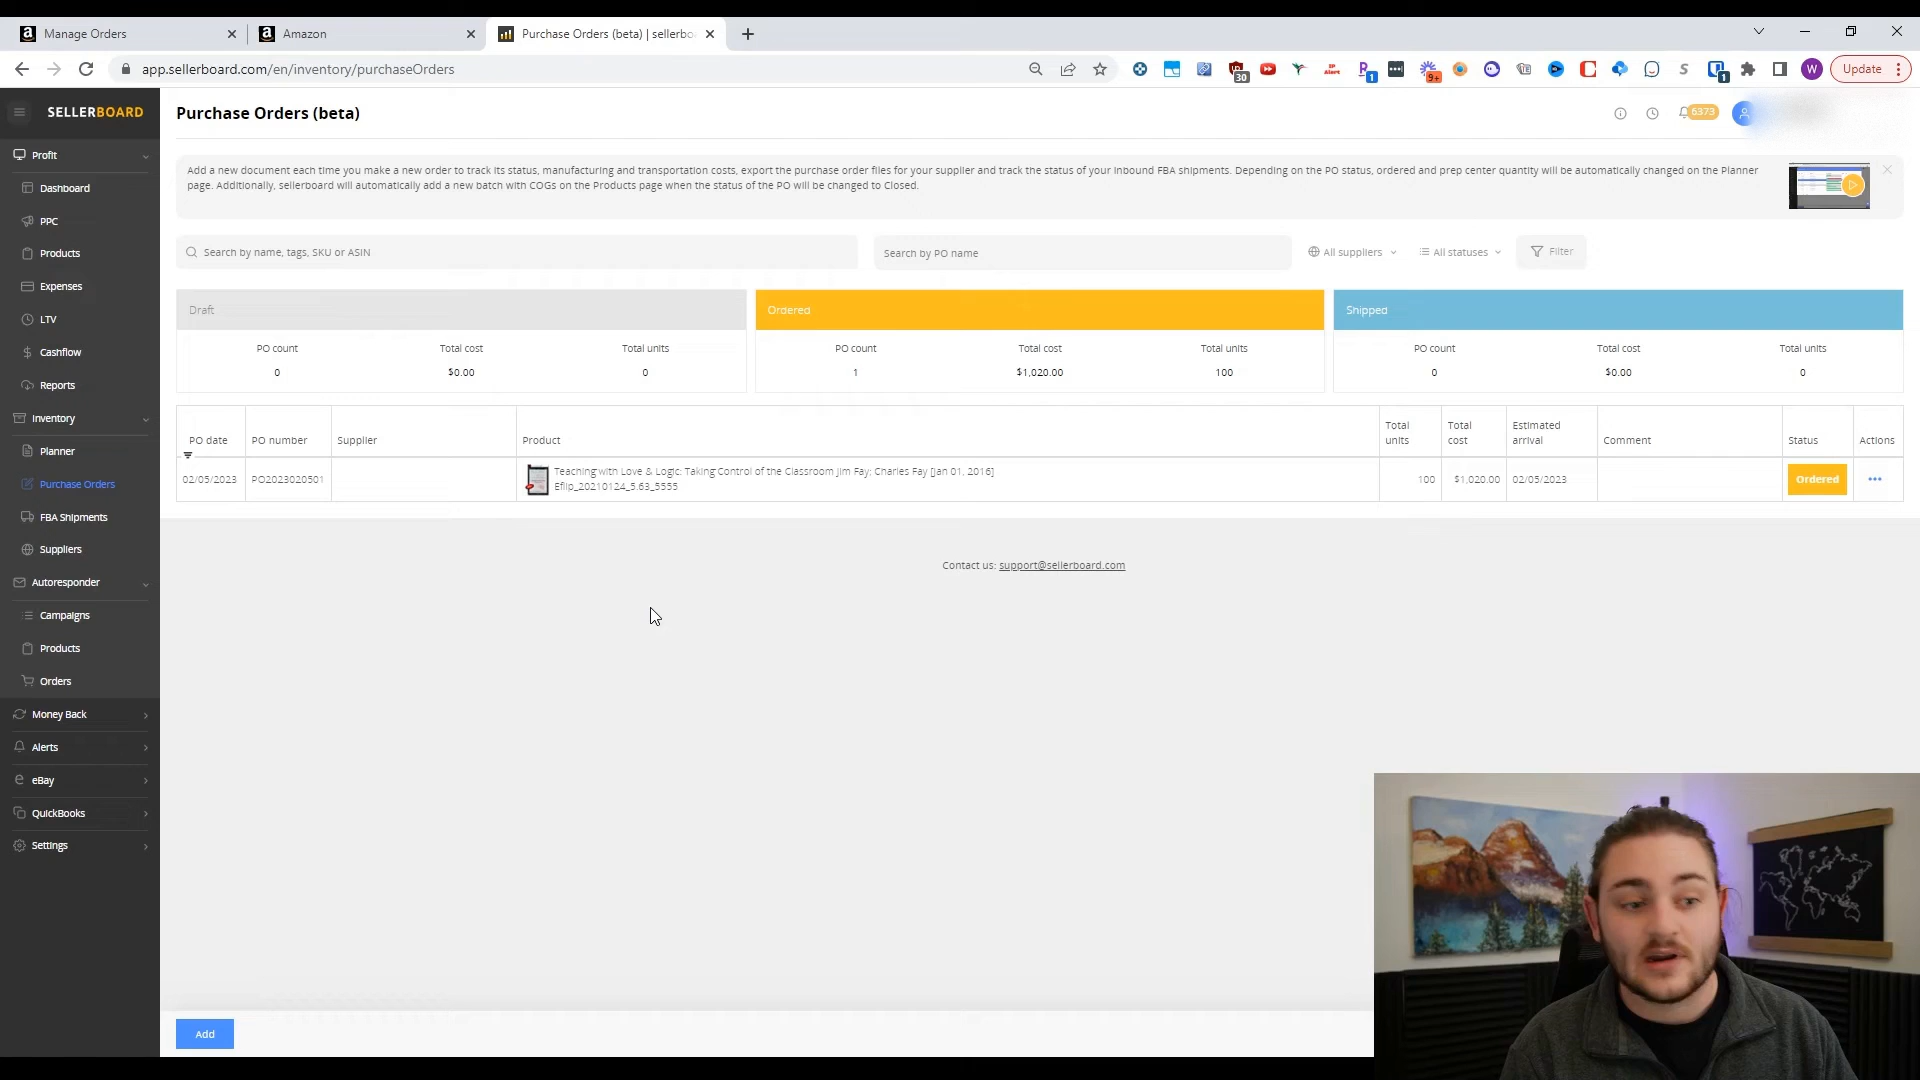 Manage Orders
Amazon
Purchase Orders (beta) | sellerbo
app.sellerboard.com/en/inventory/purchaseOrders
30
1
9+
1
W
Update
SELLERBOARD
Purchase Orders (beta)
6373
Profit
Dashboard
PPC
Products
Expenses
LTV
Cashflow
Reports
Inventory
Planner
Purchase Orders
FBA Shipments
Suppliers
Autoresponder
Campaigns
Products
Orders
Money Back
Alerts
eBay
QuickBooks
Settings
Add a new document each time you make a new order to track its status, manufacturing and transportation costs, export the purchase order files for your supplier and track the status of your inbound FBA shipments. Depending on the PO status, ordered and prep center quantity will be automatically changed on the Planner
page. Additionally, sellerboard will automatically add a new batch with COGs on the Products page when the status of the PO will be changed to Closed.
Search by name, tags, SKU or ASIN
Search by PO name
All suppliers
All statuses
Filter
Draft
PO count Total cost Total units
0 $0.00 0
Ordered
PO count Total cost Total units
1 $1,020.00 100
Shipped
PO count Total cost Total units
0 $0.00 0
PO date PO number Supplier Product Total units Total cost Estimated arrival Comment Status Actions
02/05/2023 PO2023020501 Teaching with Love & Logic: Taking Control of the Classroom Jim Fay; Charles Fay [Jan 01, 2016] 100 $1,020.00 02/05/2023 Ordered
Eflip_20210124_5.63_5555
Contact us: support@sellerboard.com
Add